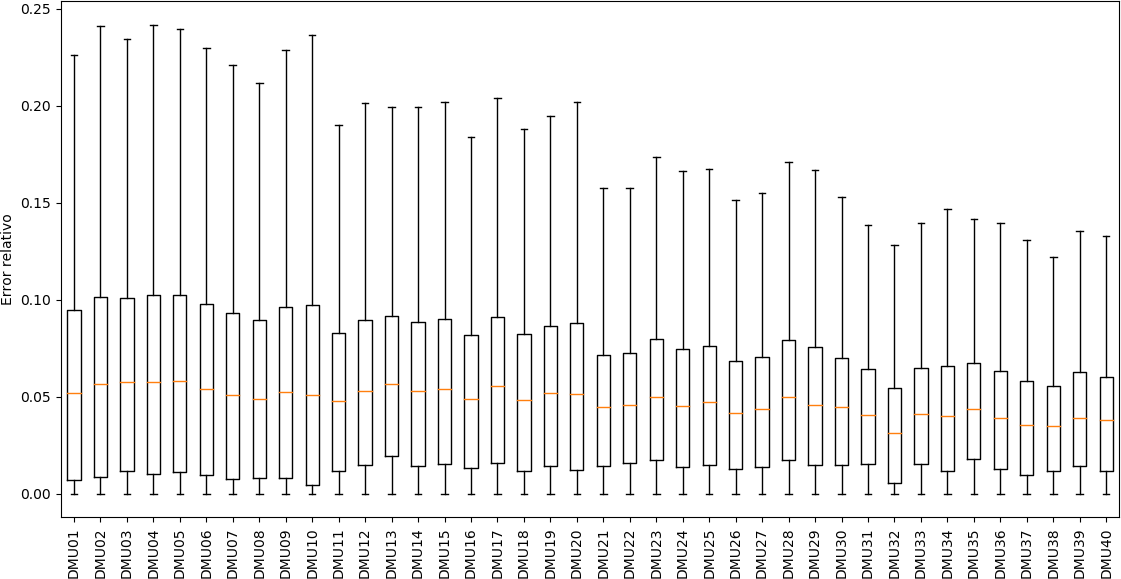 0.25
0.20
0.15
0.10
0.05
0.00
Error relativo
DMU01
DMU02
DMU03
DMU04
DMU05
DMU06
DMU07
DMU08
DMU09
DMU10
DMU11
DMU12
DMU13
DMU14
DMU15
DMU16
DMU17
DMU18
DMU19
DMU20
DMU21
DMU22
DMU23
DMU24
DMU25
DMU26
DMU27
DMU28
DMU29
DMU30
DMU31
DMU32
DMU33
DMU34
DMU35
DMU36
DMU37
DMU38
DMU39
DMU40